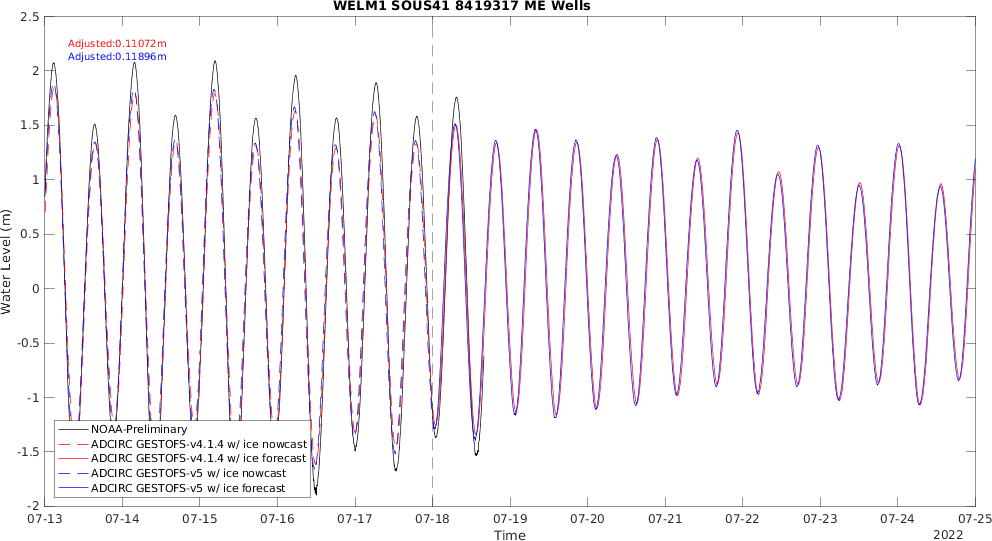 WELM1 SOUS41 8419317 ME Wells
Adjusted:0.11072m
Adjusted:0.11896m
2.5
2
1.5
1
0.5
0
-0.5
-1
-1.5
-2
Water Level (m)
NOAA-Preliminary
ADCIRC GESTOFS-v4.1.4 w/ ice nowcast
ADCIRC GESTOFS-v4.1.4 w/ ice forecast
ADCIRC GESTOFS-v5 w/ ice nowcast
ADCIRC GESTOFS-v5 w/ ice forecast
07-13 07-14 07-15 07-16 07-17 07-18 07-19 07-20 07-21 07-22 07-23 07-24 07-25
Time
2022